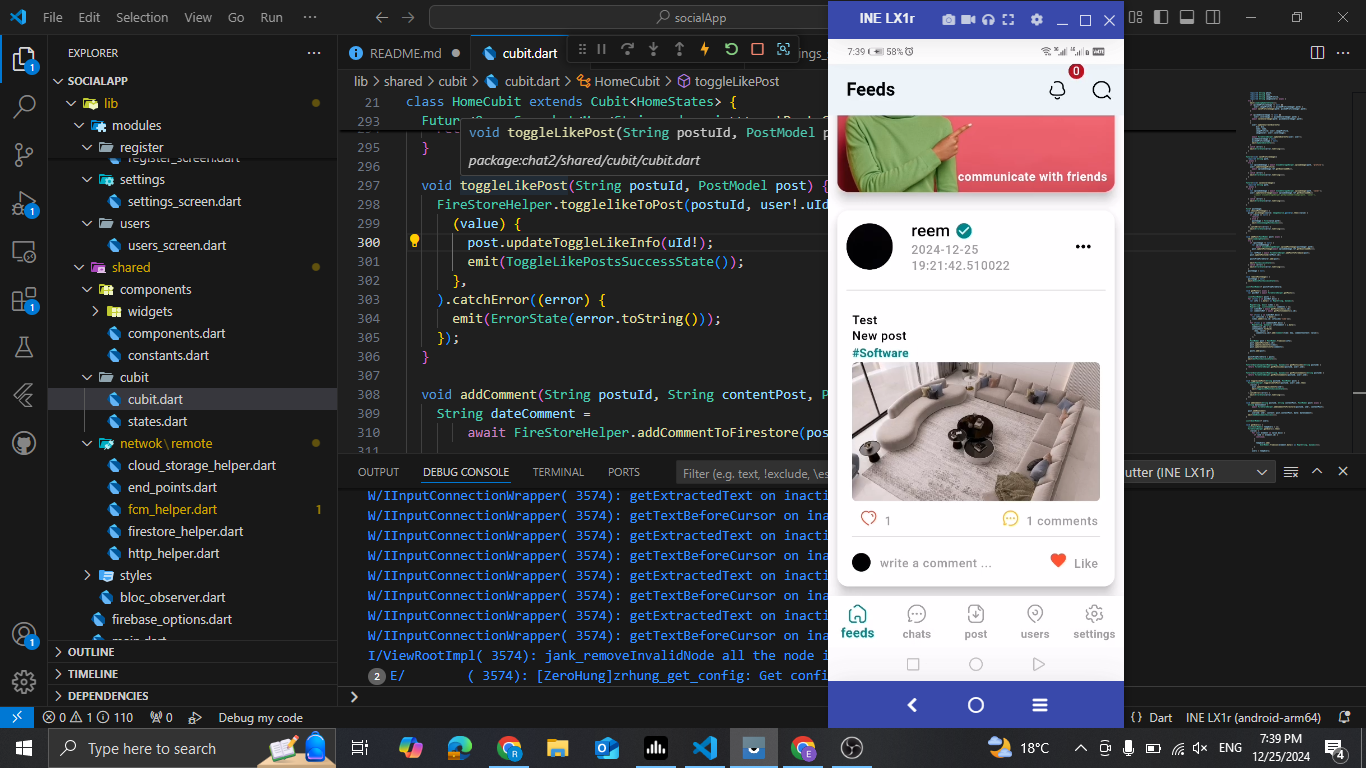 File Edit Selection View Go Run ···
socialApp
EXPLORER
SOCIALAPP
lib
modules
register
register_screen.dart
settings
settings_screen.dart
users
users_screen.dart
shared
components
widgets
components.dart
constants.dart
cubit
cubit.dart
states.dart
netwok\remote
cloud_storage_helper.dart
end_points.dart
fcm_helper.dart 1
firestore_helper.dart
http_helper.dart
styles
bloc_observer.dart
firebase_options.dart
main.dart
OUTLINE
TIMELINE
DEPENDENCIES
README.md
cubit.dart
lib > shared > cubit > cubit.dart > HomeCubit > toggleLikePost
21 class HomeCubit extends Cubit<HomeStates> {
293
void toggleLikePost(String postuId, PostModel p
package:chat2/shared/cubit/cubit.dart
295 }
296
297 void toggleLikePost(String postuId, PostModel post) {
298 FireStoreHelper.togglelikeToPost(postuId, user!.uId
299 (value) {
300 post.updateToggleLikeInfo(uId!);
301 emit(ToggleLikePostsSuccessState());
302 },
303 ).catchError((error) {
304 emit(ErrorState(error.toString()));
305 });
306 }
307
308 void addComment(String postuId, String contentPost, P
309 String dateComment =
310 await FireStoreHelper.addCommentToFirestore(pos
311
OUTPUT DEBUG CONSOLE TERMINAL PORTS
Filter (e.g. text, !exclude, \es
utter (INE LX1r)
W/IInputConnectionWrapper( 3574): getExtractedText on inacti
W/IInputConnectionWrapper( 3574): getTextBeforeCursor on ina
W/IInputConnectionWrapper( 3574): getExtractedText on inacti
W/IInputConnectionWrapper( 3574): getTextBeforeCursor on ina
W/IInputConnectionWrapper( 3574): getExtractedText on inacti
W/IInputConnectionWrapper( 3574): getTextBeforeCursor on ina
W/IInputConnectionWrapper( 3574): getExtractedText on inacti
W/IInputConnectionWrapper( 3574): getTextBeforeCursor on ina
I/ViewRootImpl( 3574): jank_removeInvalidNode all the node i
2 E/ ( 3574): [ZeroHung]zrhung_get_config: Get confi
INE LX1r
7:39 58%
Feeds
0
communicate with friends
reem
2024-12-25
19:21:42.510022
Test
New post
#Software
1
1 comments
write a comment ...
Like
feeds chats post users settings
0 1 110 0 Debug my code
{ } Dart INE LX1r (android-arm64)
Type here to search
18°C
ENG
7:39 PM
12/25/2024
4